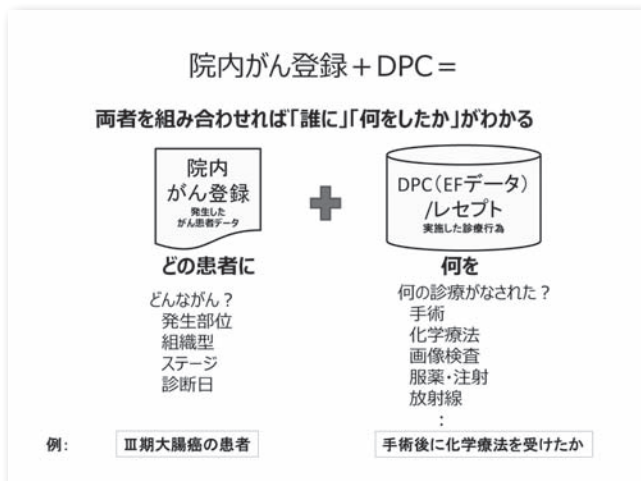 院内がん登録+DPC=
両者を組み合わせれば「誰に」「何をしたか」がわかる
院内
がん登録
発生した
がん患者データ
DPC(EFデータ)
/レセプト
実施した診療行為
どの患者に
何を
どんながん？
発生部位
組織型
ステージ
診断日
何の診療がなされた？
手術
化学療法
画像検査
服薬・注射
放射線
：
例:
Ⅲ期大腸癌の患者
手術後に化学療法を受けたか